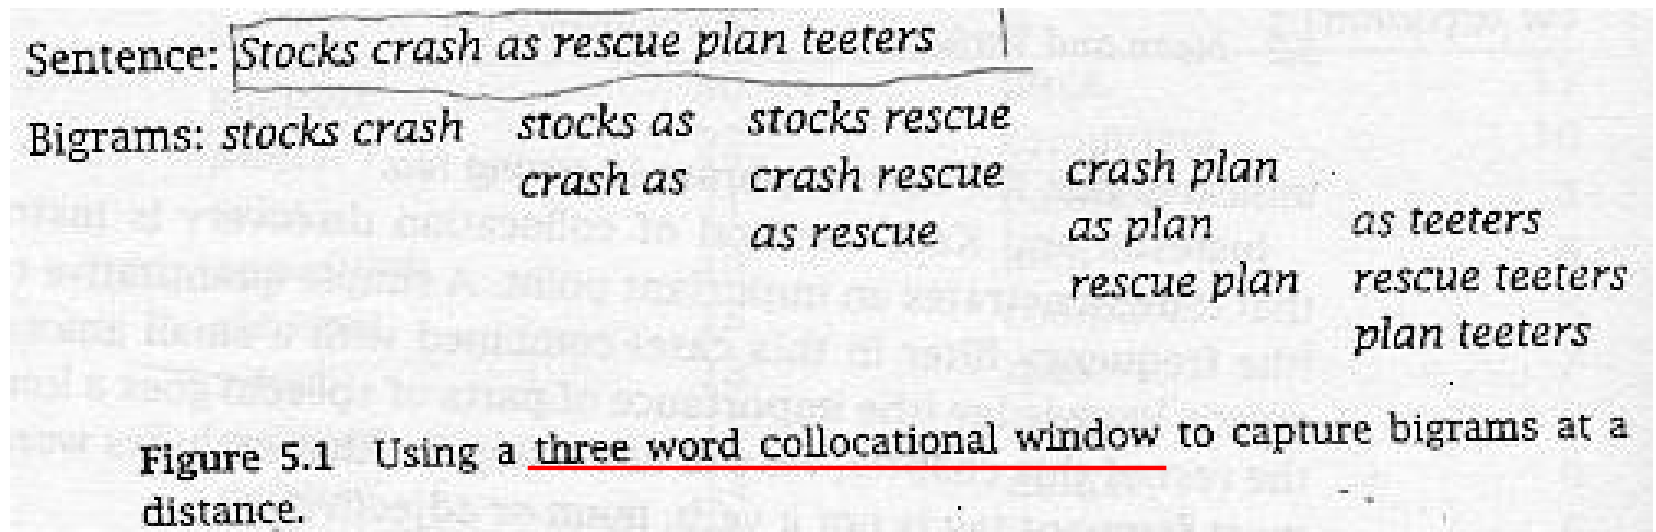 Sentence: Stocks crash as rescue plan teeters
Bigrams: stocks crash stocks as stocks rescue
crash as crash rescue crash plan
as rescue as plan as teeters
rescue plan rescue teeters
plan teeters
Figure 5.1 Using a three word collocational window to capture bigrams at a
distance.